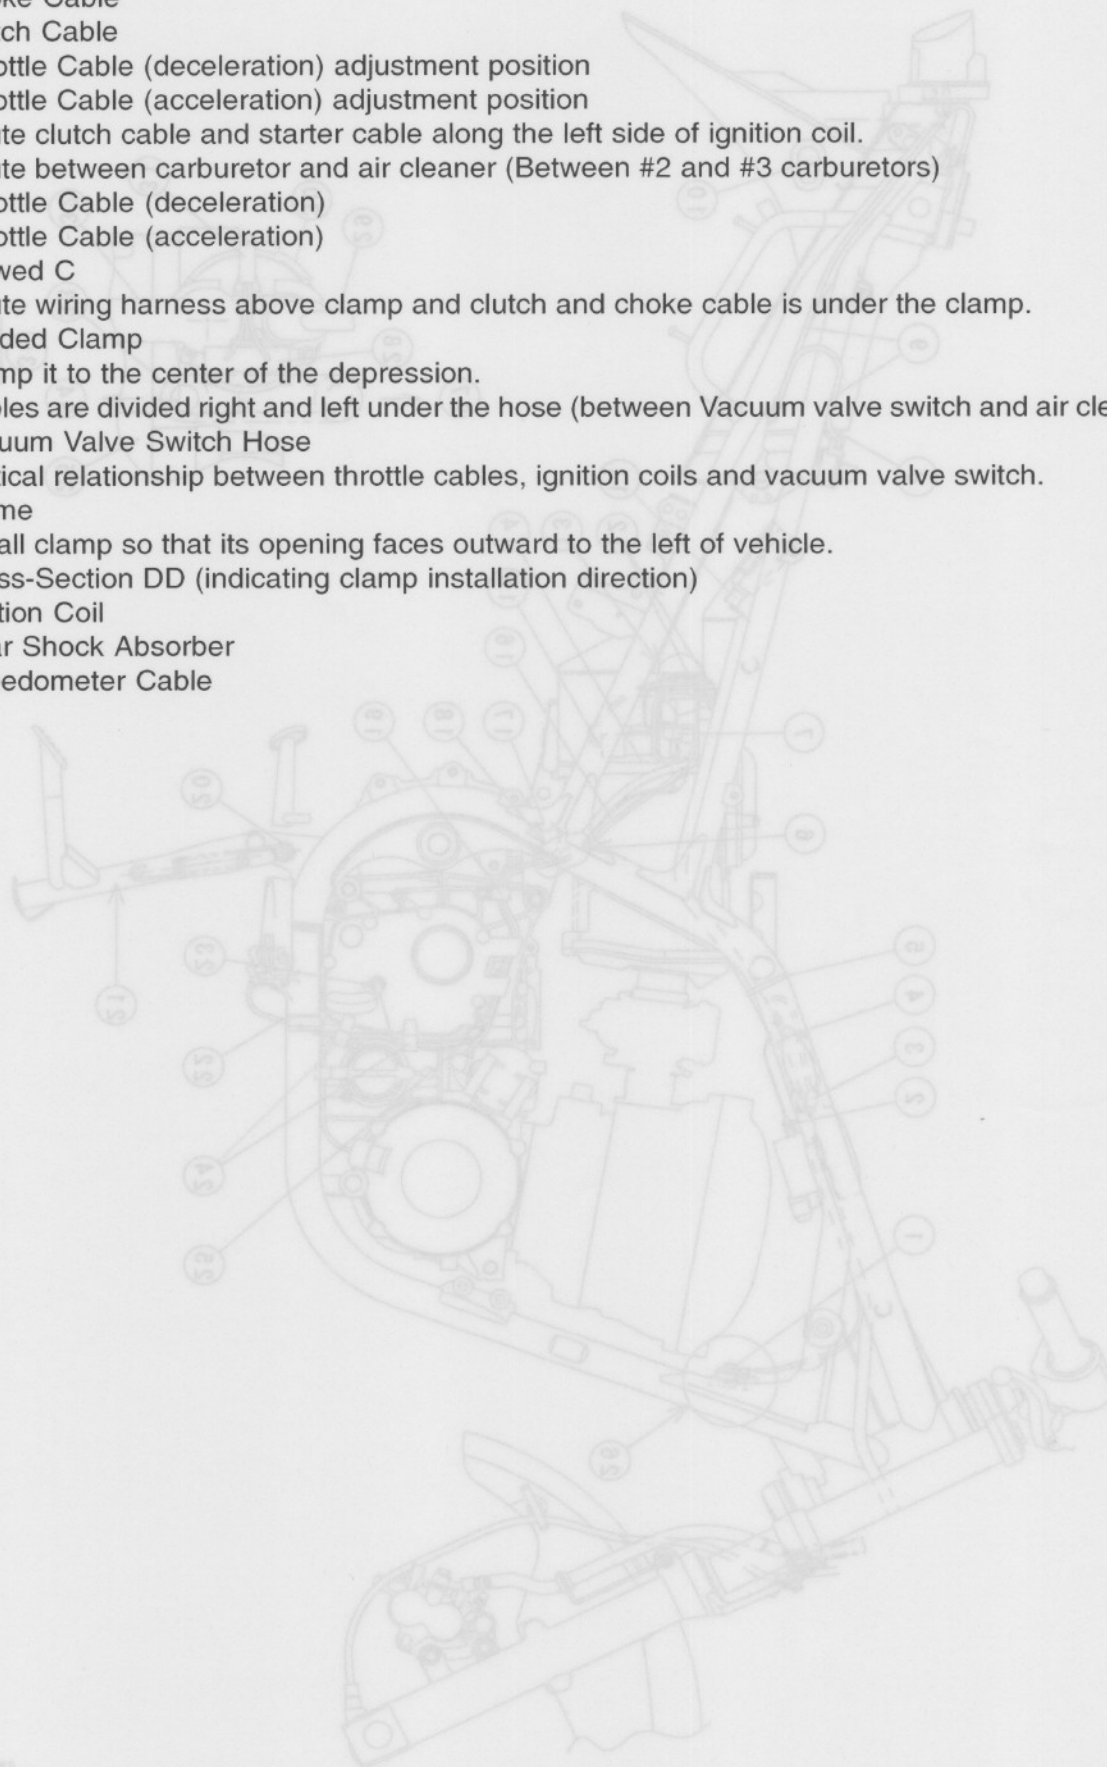 ke Cable
ch Cable
ottle Cable (deceleration) adjustment position
ottle Cable (acceleration) adjustment position
te clutch cable and starter cable along the left side of ignition coil.
te between carburetor and air cleaner (Between #2 and #3 carburetors)
ottle Cable (deceleration)
ottle Cable (acceleration)
wed C
te wiring harness above clamp and clutch and choke cable is under the clamp.
ded Clamp
mp it to the center of the depression.
les are divided right and left under the hose (between Vacuum valve switch and air cle
uum Valve Switch Hose
tical relationship between throttle cables, ignition coils and vacuum valve switch.
me
all clamp so that its opening faces outward to the left of vehicle.
ss-Section DD (indicating clamp installation direction)
tion Coil
r Shock Absorber
edometer Cable